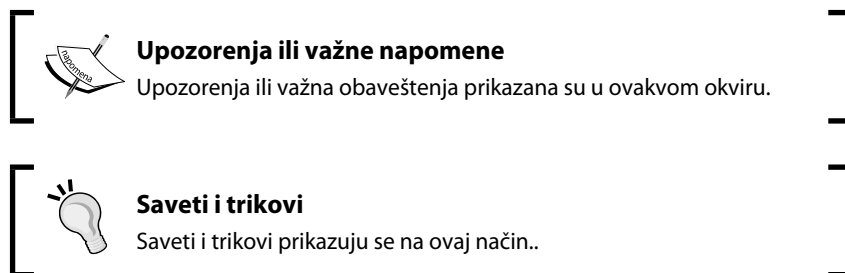 napomena
Upozorenja ili važne napomene
Upozorenja ili važna obaveštenja prikazana su u ovakvom okviru.
Saveti i trikovi
Saveti i trikovi prikazuju se na ovaj način..